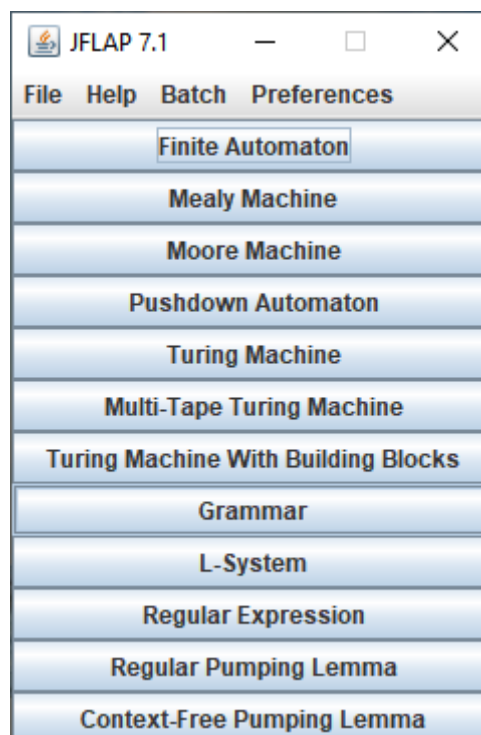 JFLAP 7.1
File Help Batch Preferences
Finite Automaton
Mealy Machine
Moore Machine
Pushdown Automaton
Turing Machine
Multi-Tape Turing Machine
Turing Machine With Building Blocks
Grammar
L-System
Regular Expression
Regular Pumping Lemma
Context-Free Pumping Lemma